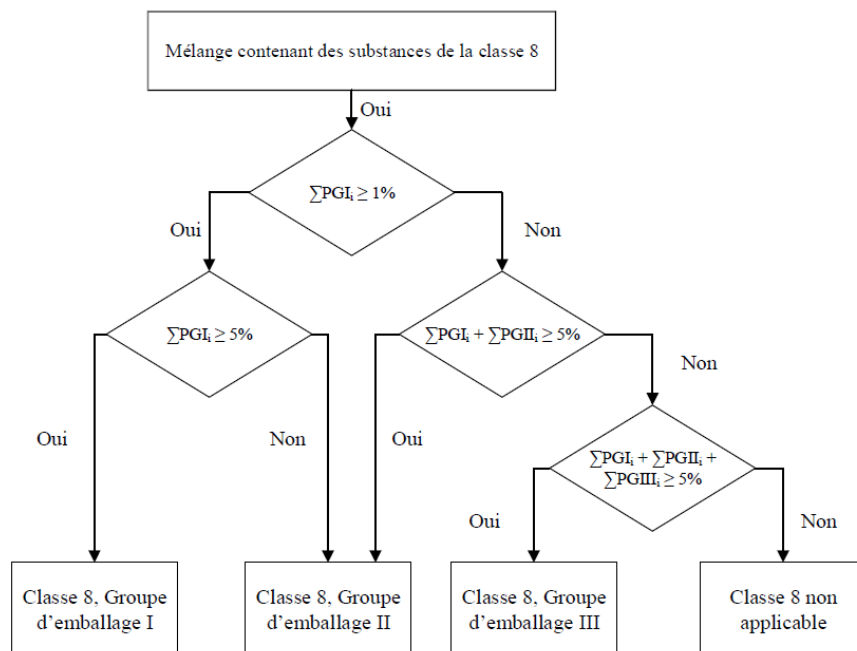 Mélange contenant des substances de la classe 8
Oui
∑PGIᵢ ≥ 1%
Oui
Non
∑PGIᵢ ≥ 5%
∑PGIᵢ + ∑PGIIᵢ ≥ 5%
Non
Oui
Non
Oui
∑PGIᵢ + ∑PGIIᵢ +
∑PGIIIᵢ ≥ 5%
Oui
Non
Classe 8, Groupe
d’emballage I
Classe 8, Groupe
d’emballage II
Classe 8, Groupe
d’emballage III
Classe 8 non
applicable